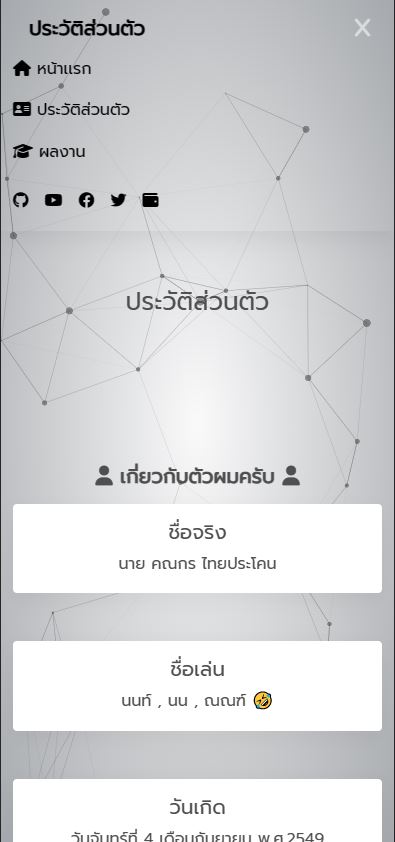 ประวัติส่วนตัว
หน้าแรก
ประวัติส่วนตัว
ผลงาน
ประวัติส่วนตัว
เกี่ยวกับตัวผมครับ
ชื่อจริง
นาย คณกร ไทยประโคน
ชื่อเล่น
นนท์ , นน , ณณฑ์ 🤣
วันเกิด
วันจันทร์ที่ 4 เดือนกันยายน พ.ศ.2549